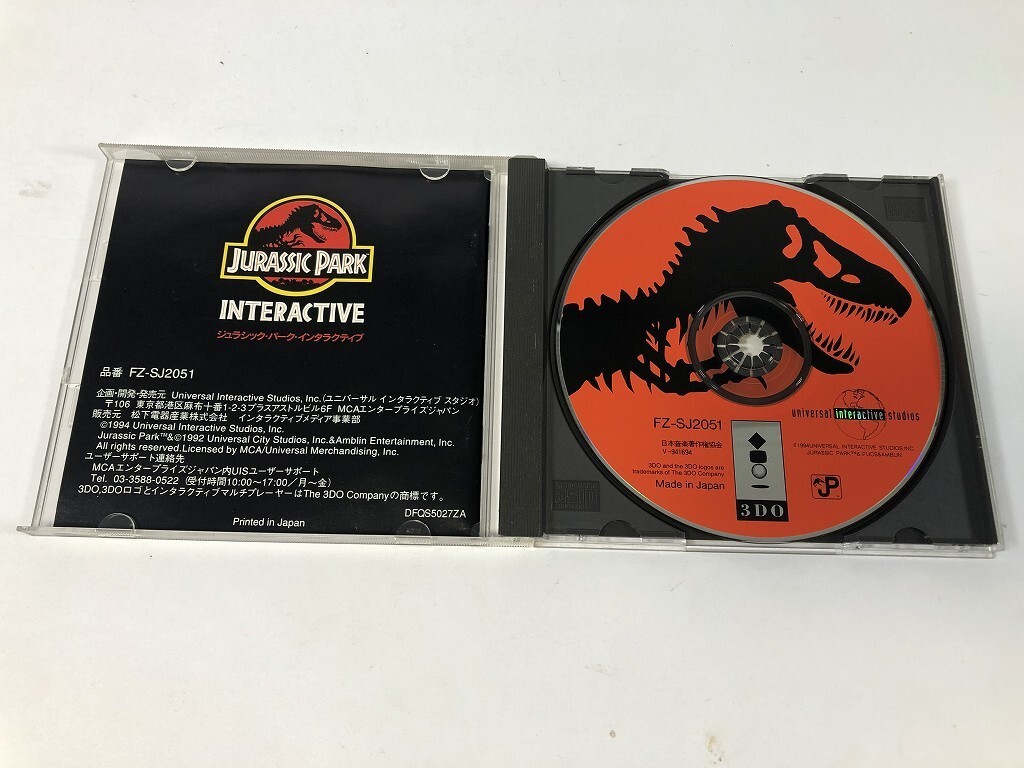 JURASSIC PARK
INTERACTIVE
ジュラシック・パーク・インタラクティブ
品番 FZ-SJ2051
企画・開発・発売元 Universal Interactive Studios, Inc.(ユニバーサル インタラクティブ スタジオ)
〒106 東京都港区麻布十番1-2-3プラスアストルビル6F MCAエンタープライズジャパン
販売元 松下電器産業株式会社 インタラクティブメディア事業部
©1994 Universal Interactive Studios, Inc.
Jurassic Park™&©1992 Universal City Studios, Inc.&Amblin Entertainment, Inc.
All rights reserved.Licensed by MCA/Universal Merchandising, Inc.
ユーザーサポート連絡先
MCAエンタープライズジャパン内UISユーザーサポート
Tel. 03-3588-0522 (受付時間10:00~17:00/月~金)
3DO,3DOロゴとインタラクティブマルチプレーヤーはThe 3DO Companyの商標です。
DFQS5027ZA
Printed in Japan
universal interactive studios
FZ-SJ2051
日本音楽著作権協会
V-941694
3DO and the 3DO logos are
trademarks of The 3DO Company.
Made in Japan
3DO
©1994UNIVERSAL INTERACTIVE STUDIOS,INC.
JURASSIC PARK™& ©UCS&AMBLIN
JP